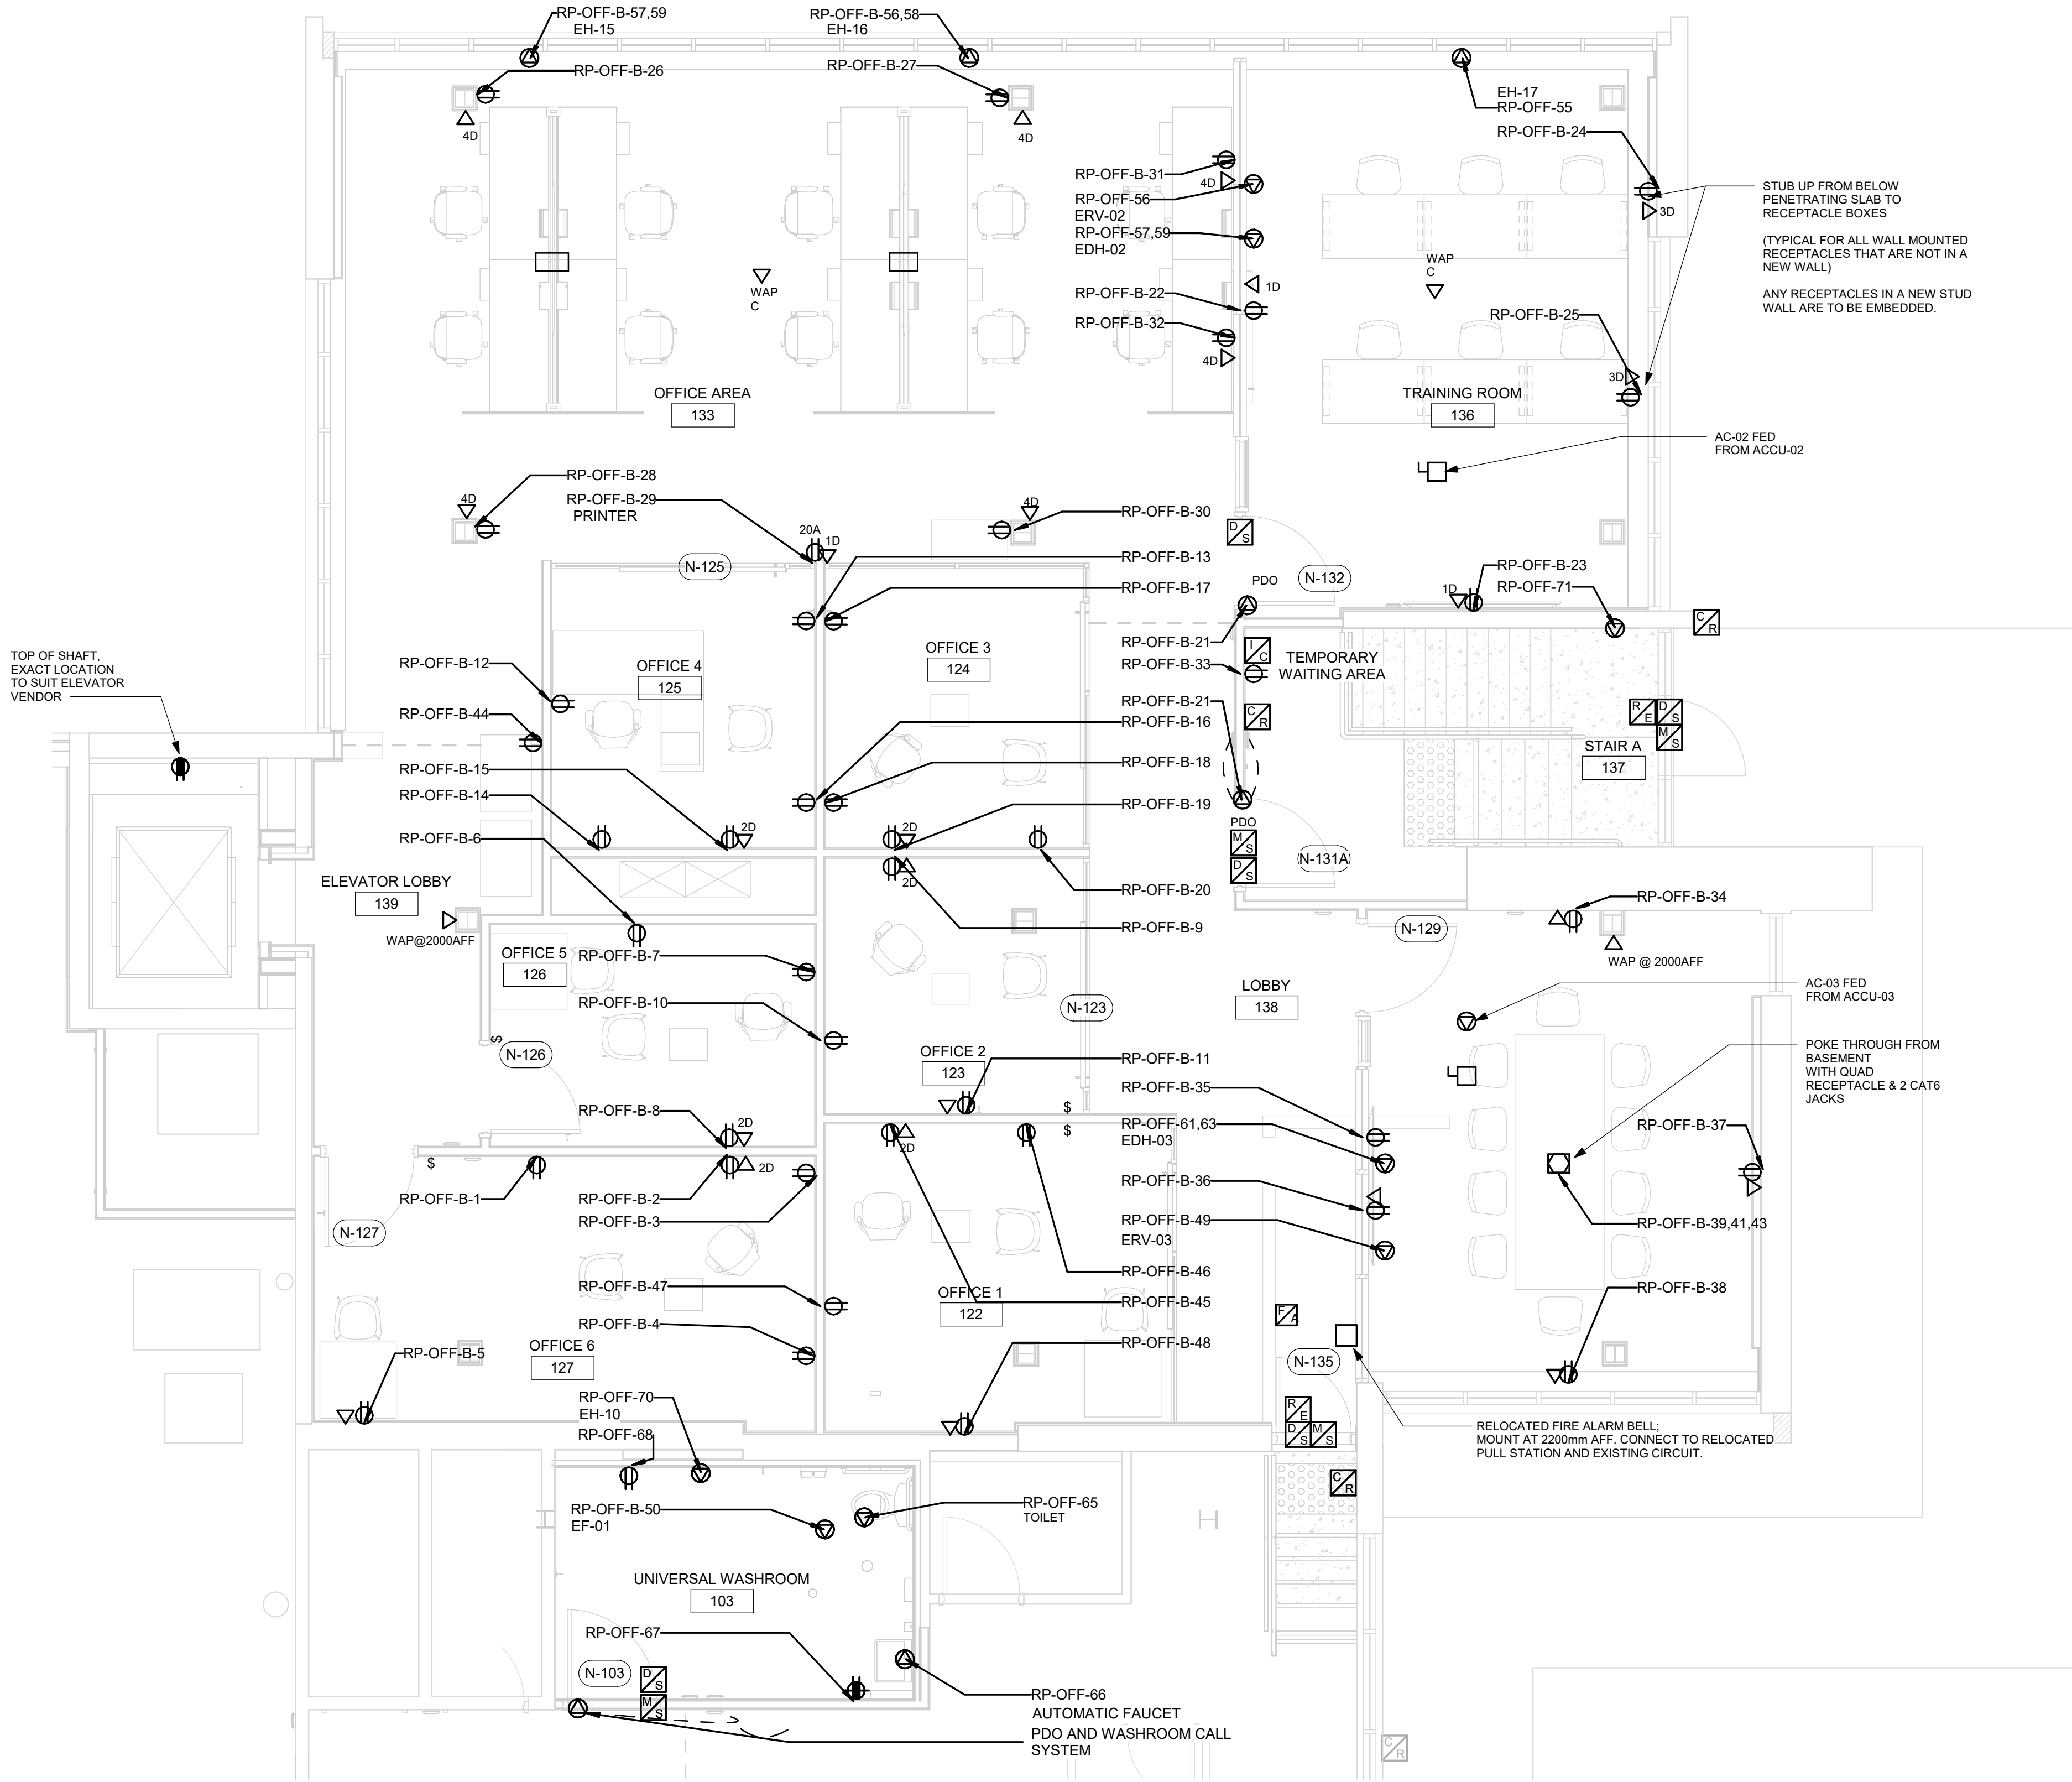 RP-OFF-B-57,59
EH-15
RP-OFF-B-56,58
EH-16
RP-OFF-B-26
RP-OFF-B-27
4D
4D
EH-17
RP-OFF-55
RP-OFF-B-24
RP-OFF-B-31
4D
RP-OFF-56
ERV-02
RP-OFF-57,59
EDH-02
3D
STUB UP FROM BELOW
PENETRATING SLAB TO
RECEPTACLE BOXES
(TYPICAL FOR ALL WALL MOUNTED
RECEPTACLES THAT ARE NOT IN A
NEW WALL)
ANY RECEPTACLES IN A NEW STUD
WALL ARE TO BE EMBEDDED.
WAP
C
WAP
C
1D
RP-OFF-B-22
RP-OFF-B-32
4D
RP-OFF-B-25
3D
OFFICE AREA
133
TRAINING ROOM
136
AC-02 FED
FROM ACCU-02
RP-OFF-B-28
4D
RP-OFF-B-29
PRINTER
20A
1D
4D
RP-OFF-B-30
D
S
RP-OFF-B-13
N-125
RP-OFF-B-17
PDO
N-132
RP-OFF-B-23
1D
RP-OFF-71
C
R
TOP OF SHAFT,
EXACT LOCATION
TO SUIT ELEVATOR
VENDOR
RP-OFF-B-12
OFFICE 4
125
OFFICE 3
124
RP-OFF-B-21
I
C
RP-OFF-B-33
TEMPORARY
WAITING AREA
RP-OFF-B-44
RP-OFF-B-21
C
R
RP-OFF-B-16
R
E
D
S
M
S
STAIR A
137
RP-OFF-B-15
RP-OFF-B-18
RP-OFF-B-14
RP-OFF-B-19
RP-OFF-B-6
2D
2D
PDO
M
S
D
S
N-131A
ELEVATOR LOBBY
139
2D
RP-OFF-B-20
RP-OFF-B-34
WAP@2000AFF
RP-OFF-B-9
N-129
OFFICE 5
126
RP-OFF-B-7
WAP @ 2000AFF
RP-OFF-B-10
N-123
LOBBY
138
AC-03 FED
FROM ACCU-03
$
N-126
OFFICE 2
123
RP-OFF-B-11
POKE THROUGH FROM
BASEMENT
WITH QUAD
RECEPTACLE & 2 CAT6
JACKS
RP-OFF-B-35
RP-OFF-B-8
2D
$
$
RP-OFF-61,63
EDH-03
RP-OFF-B-37
2D
$
2D
RP-OFF-B-1
RP-OFF-B-2
RP-OFF-B-3
RP-OFF-B-36
N-127
RP-OFF-B-49
ERV-03
RP-OFF-B-39,41,43
RP-OFF-B-47
RP-OFF-B-46
OFFICE 1
122
RP-OFF-B-45
RP-OFF-B-38
RP-OFF-B-4
F
A
RP-OFF-B-48
RP-OFF-B-5
OFFICE 6
127
N-135
RP-OFF-70
EH-10
RP-OFF-68
R
E
D
S
M
S
RELOCATED FIRE ALARM BELL;
MOUNT AT 2200mm AFF. CONNECT TO RELOCATED
PULL STATION AND EXISTING CIRCUIT.
C
R
RP-OFF-B-50
EF-01
RP-OFF-65
TOILET
UNIVERSAL WASHROOM
103
RP-OFF-67
N-103
D
S
M
S
RP-OFF-66
AUTOMATIC FAUCET
PDO AND WASHROOM CALL
SYSTEM
C
R